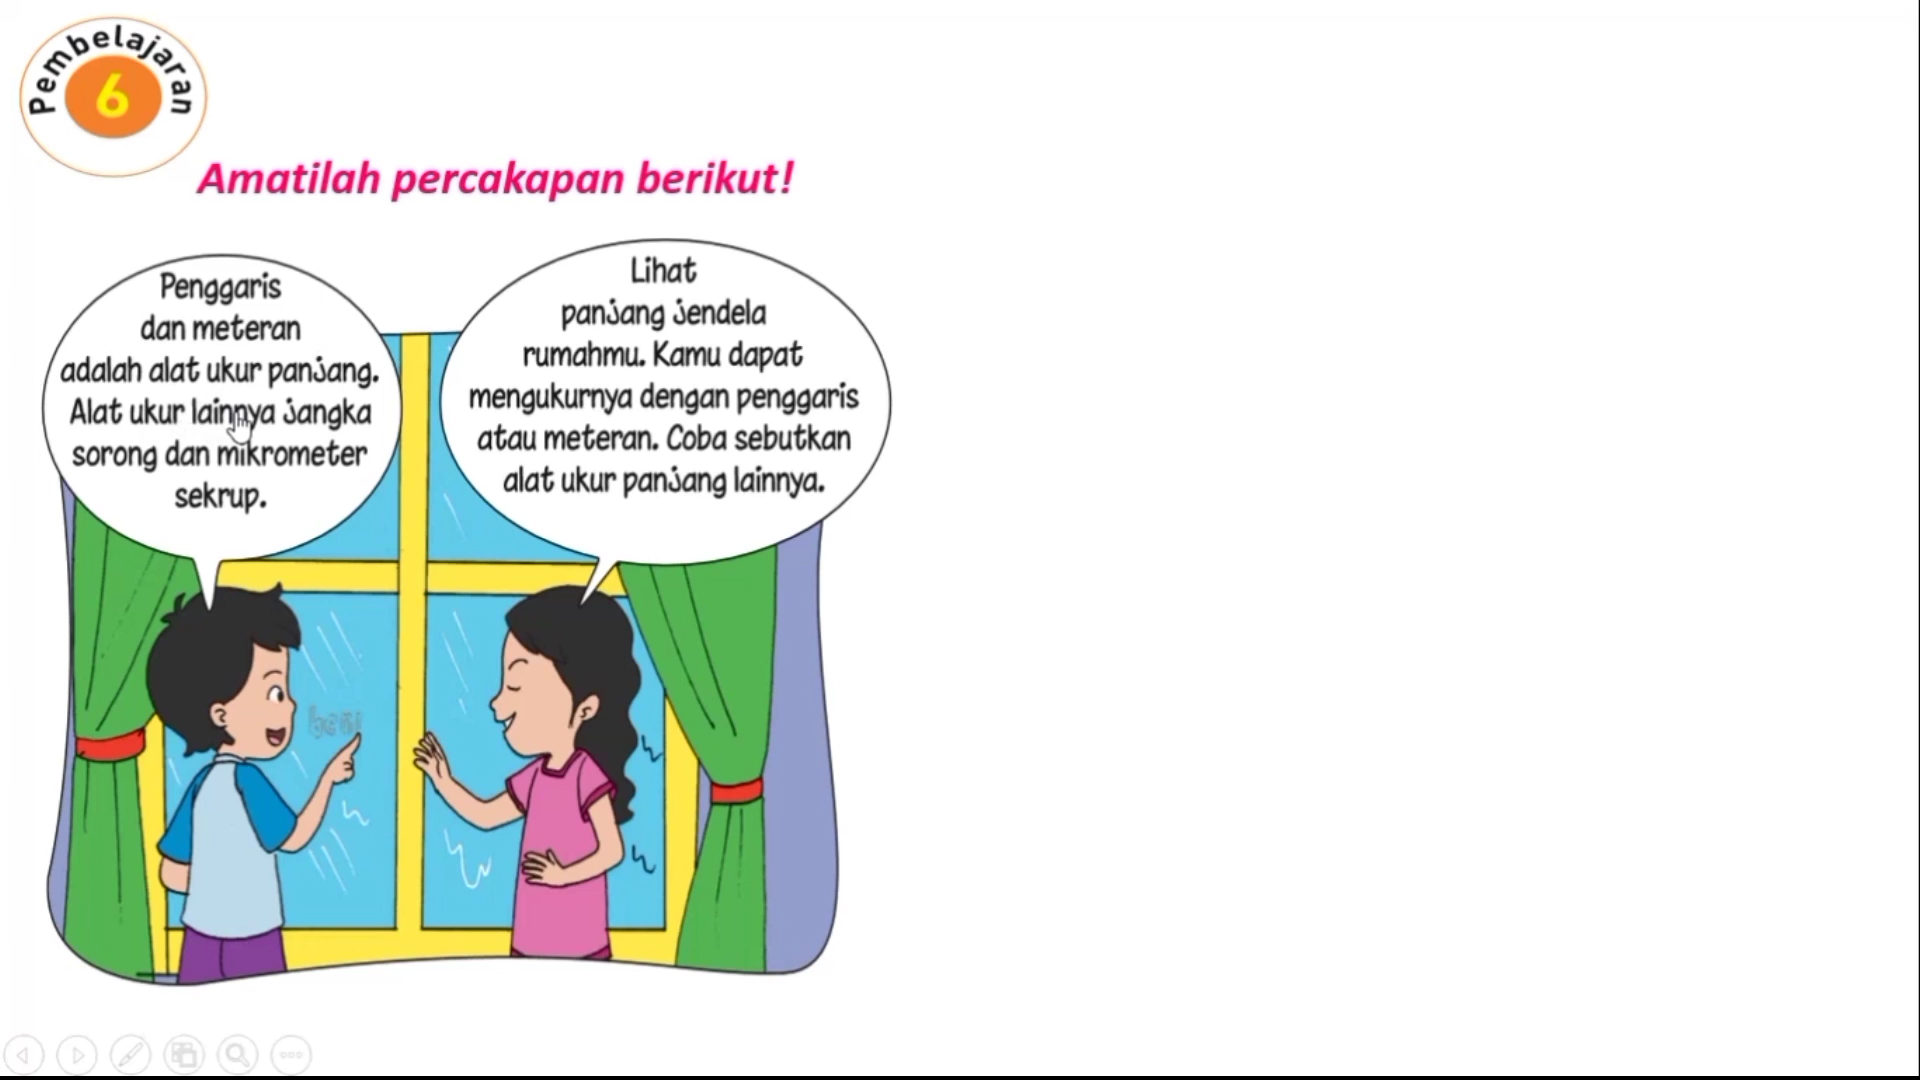 Pembelajaran
6
Amatilah percakapan berikut!
Penggaris
dan meteran
adalah alat ukur panjang.
Alat ukur lainnya jangka
sorong dan mikrometer
sekrup.
Lihat
panjang jendela
rumahmu. Kamu dapat
mengukurnya dengan penggaris
atau meteran. Coba sebutkan
alat ukur panjang lainnya.